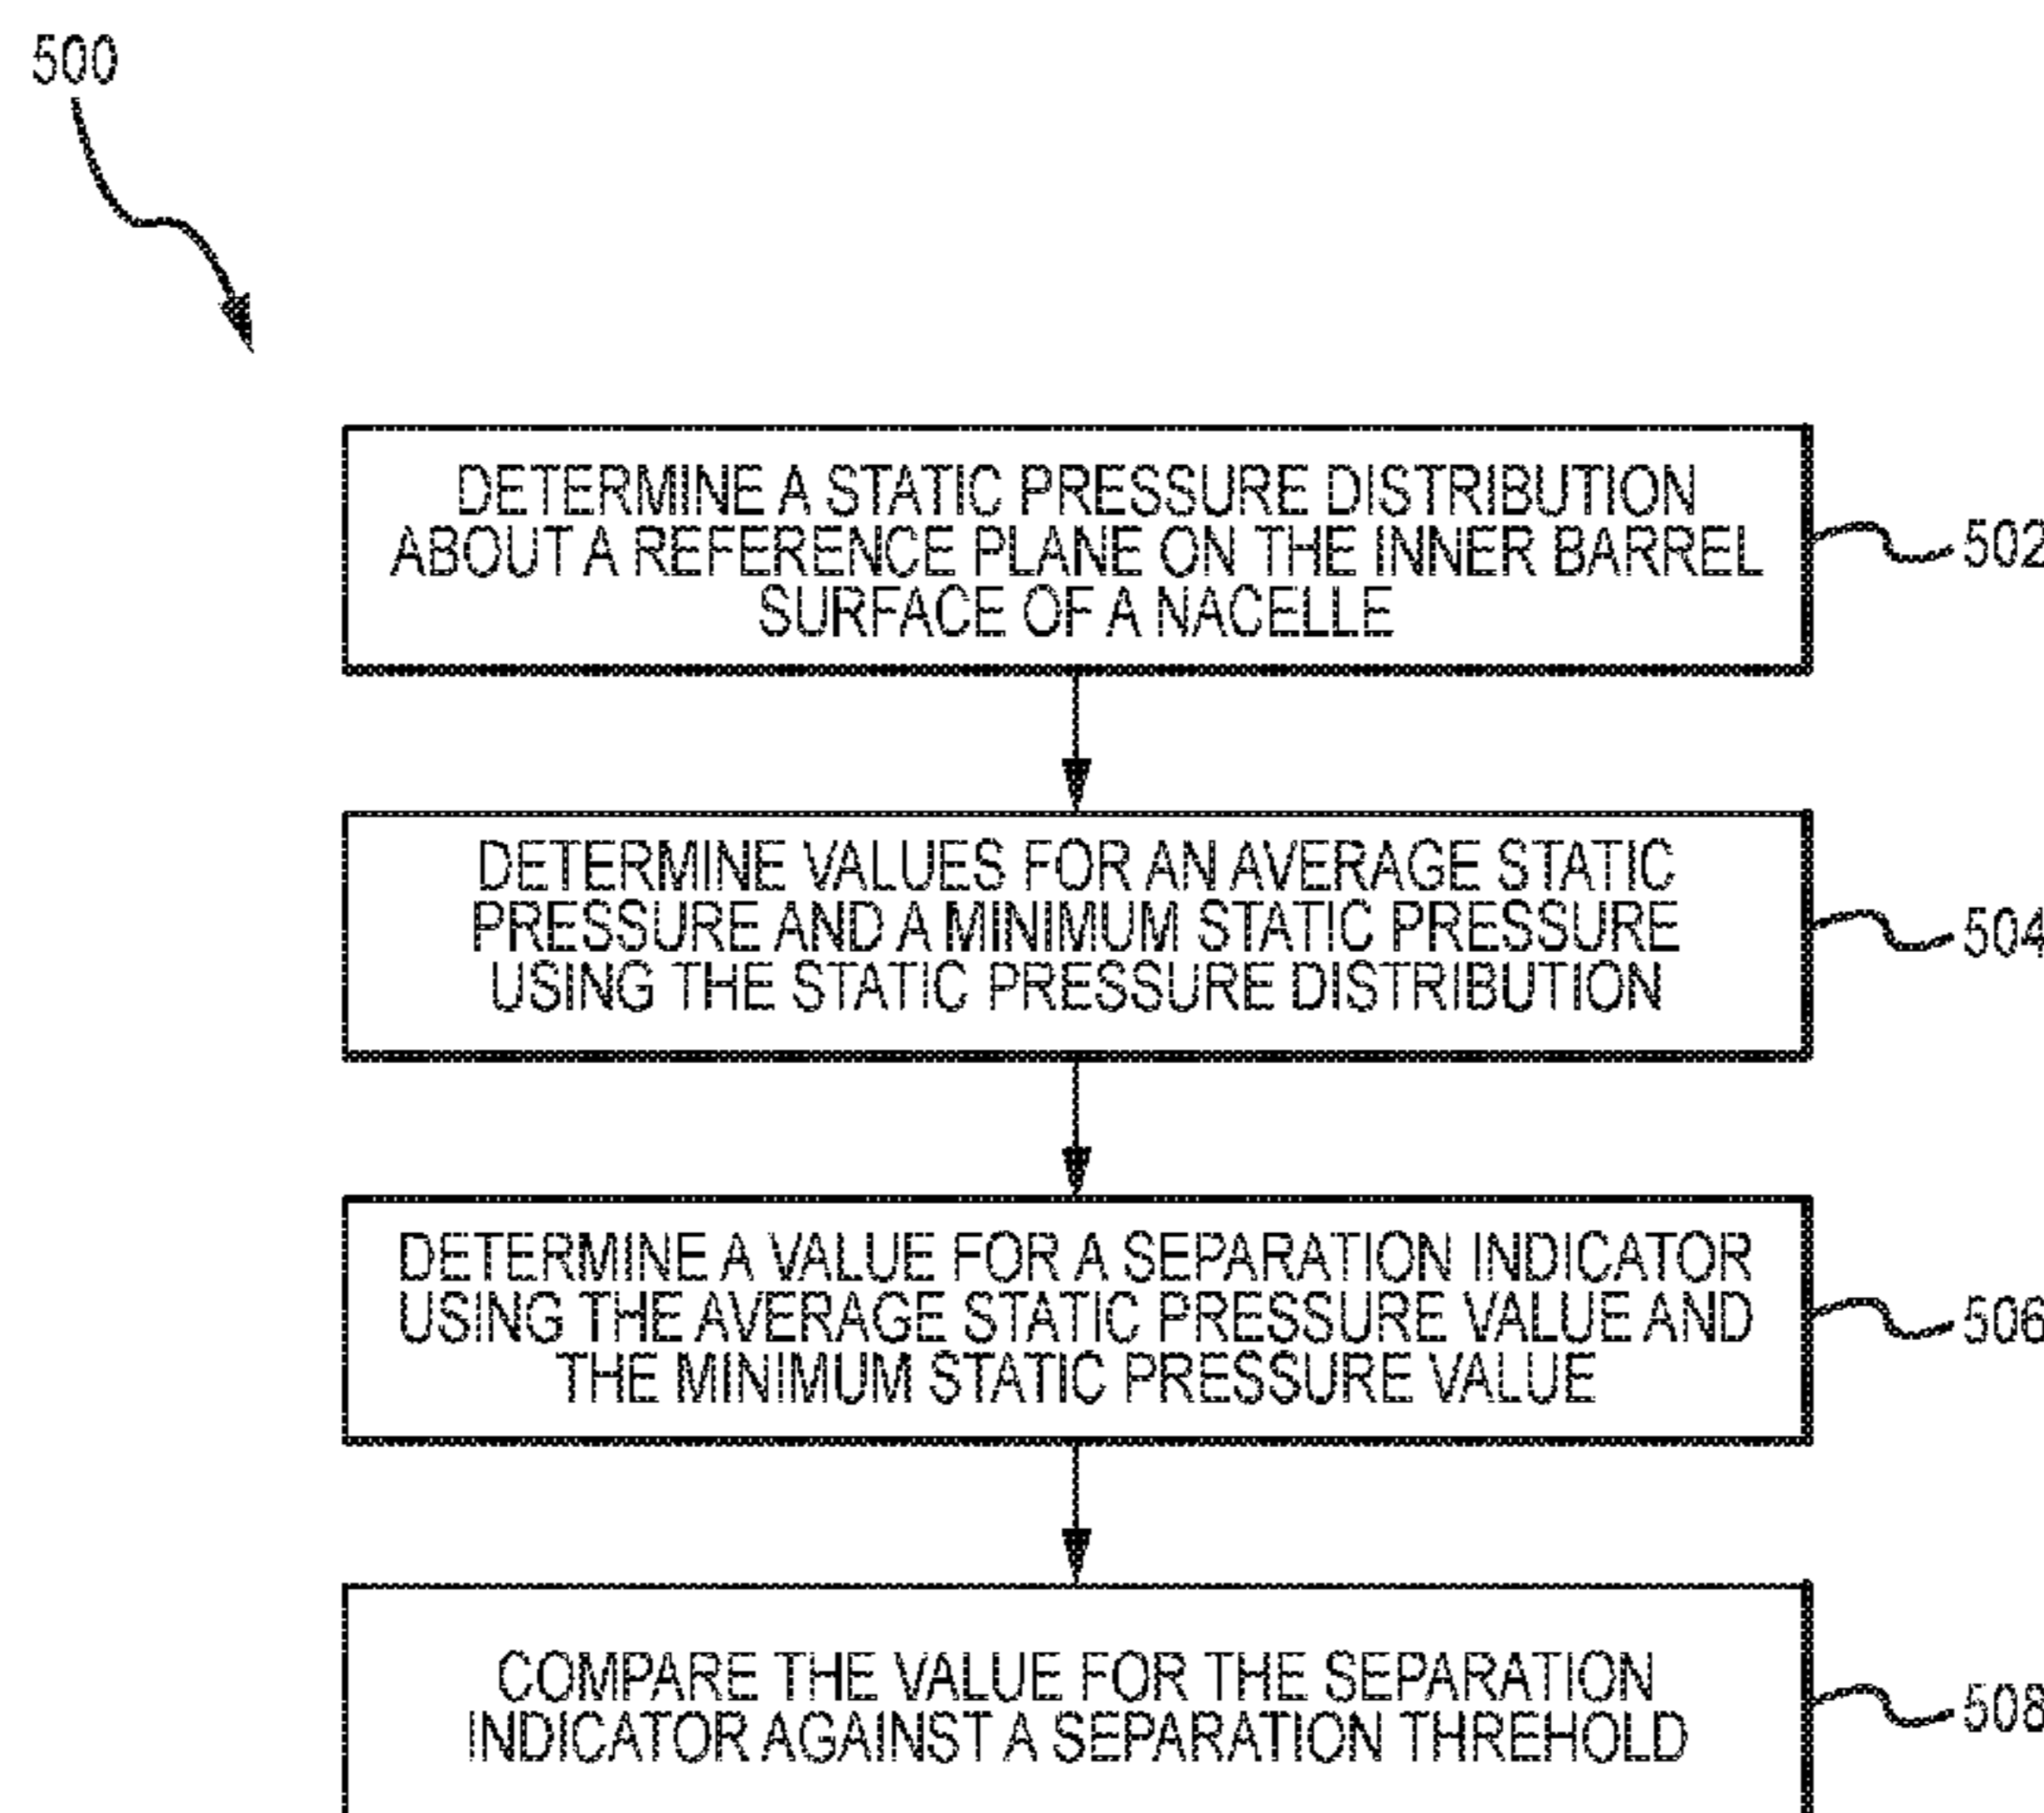 500
DETERMINE A STATIC PRESSURE DISTRIBUTION
ABOUT A REFERENCE PLANE ON THE INNER BARREL
SURFACE OF A NACELLE
502
DETERMINE VALUES FOR AN AVERAGE STATIC
PRESSURE AND A MINIMUM STATIC PRESSURE
USING THE STATIC PRESSURE DISTRIBUTION
504
DETERMINE A VALUE FOR A SEPARATION INDICATOR
USING THE AVERAGE STATIC PRESSURE VALUE AND
THE MINIMUM STATIC PRESSURE VALUE
506
COMPARE THE VALUE FOR THE SEPARATION
INDICATOR AGAINST A SEPARATION THREHOLD
508